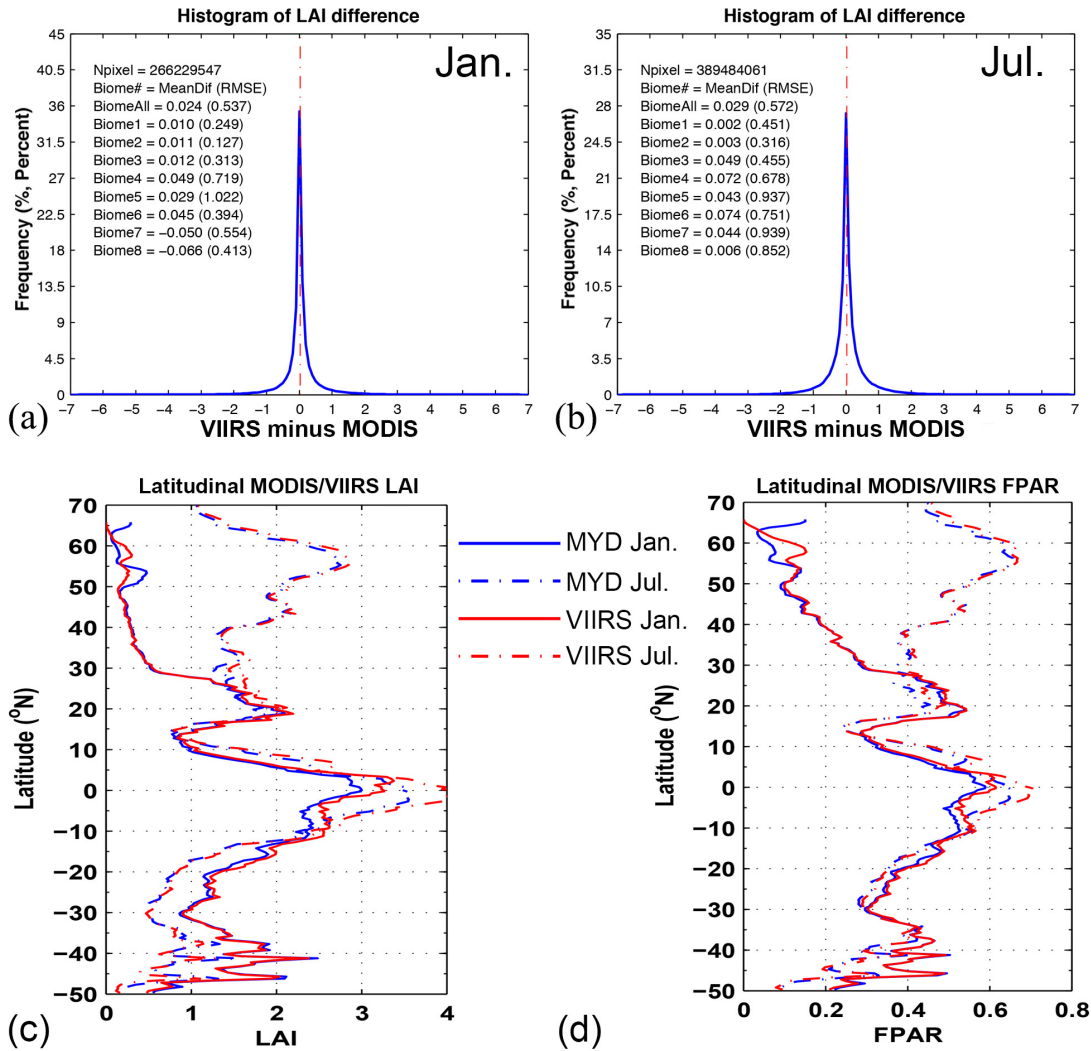 Histogram of LAI difference
Jan.
Npixel = 266229547
Biome# = MeanDif (RMSE)
BiomeAll = 0.024 (0.537)
Biome1 = 0.010 (0.249)
Biome2 = 0.011 (0.127)
Biome3 = 0.012 (0.313)
Biome4 = 0.049 (0.719)
Biome5 = 0.029 (1.022)
Biome6 = 0.045 (0.394)
Biome7 = −0.050 (0.554)
Biome8 = −0.066 (0.413)
Frequency (%, Percent)
45
40.5
36
31.5
27
22.5
18
13.5
9
4.5
0
−7 −6 −5 −4 −3 −2 −1 0 1 2 3 4 5 6 7
VIIRS minus MODIS
(a)
Histogram of LAI difference
Jul.
Npixel = 389484061
Biome# = MeanDif (RMSE)
BiomeAll = 0.029 (0.572)
Biome1 = 0.002 (0.451)
Biome2 = 0.003 (0.316)
Biome3 = 0.049 (0.455)
Biome4 = 0.072 (0.678)
Biome5 = 0.043 (0.937)
Biome6 = 0.074 (0.751)
Biome7 = 0.044 (0.939)
Biome8 = 0.006 (0.852)
Frequency (%, Percent)
35
31.5
28
24.5
21
17.5
14
10.5
7
3.5
0
−7 −6 −5 −4 −3 −2 −1 0 1 2 3 4 5 6 7
VIIRS minus MODIS
(b)
Latitudinal MODIS/VIIRS LAI
Latitude (⁰N)
70
60
50
40
30
20
10
0
−10
−20
−30
−40
−50
0 1 2 3 4
LAI
(c)
MYD Jan.
MYD Jul.
VIIRS Jan.
VIIRS Jul.
Latitudinal MODIS/VIIRS FPAR
Latitude (⁰N)
70
60
50
40
30
20
10
0
−10
−20
−30
−40
−50
0 0.2 0.4 0.6 0.8
FPAR
(d)